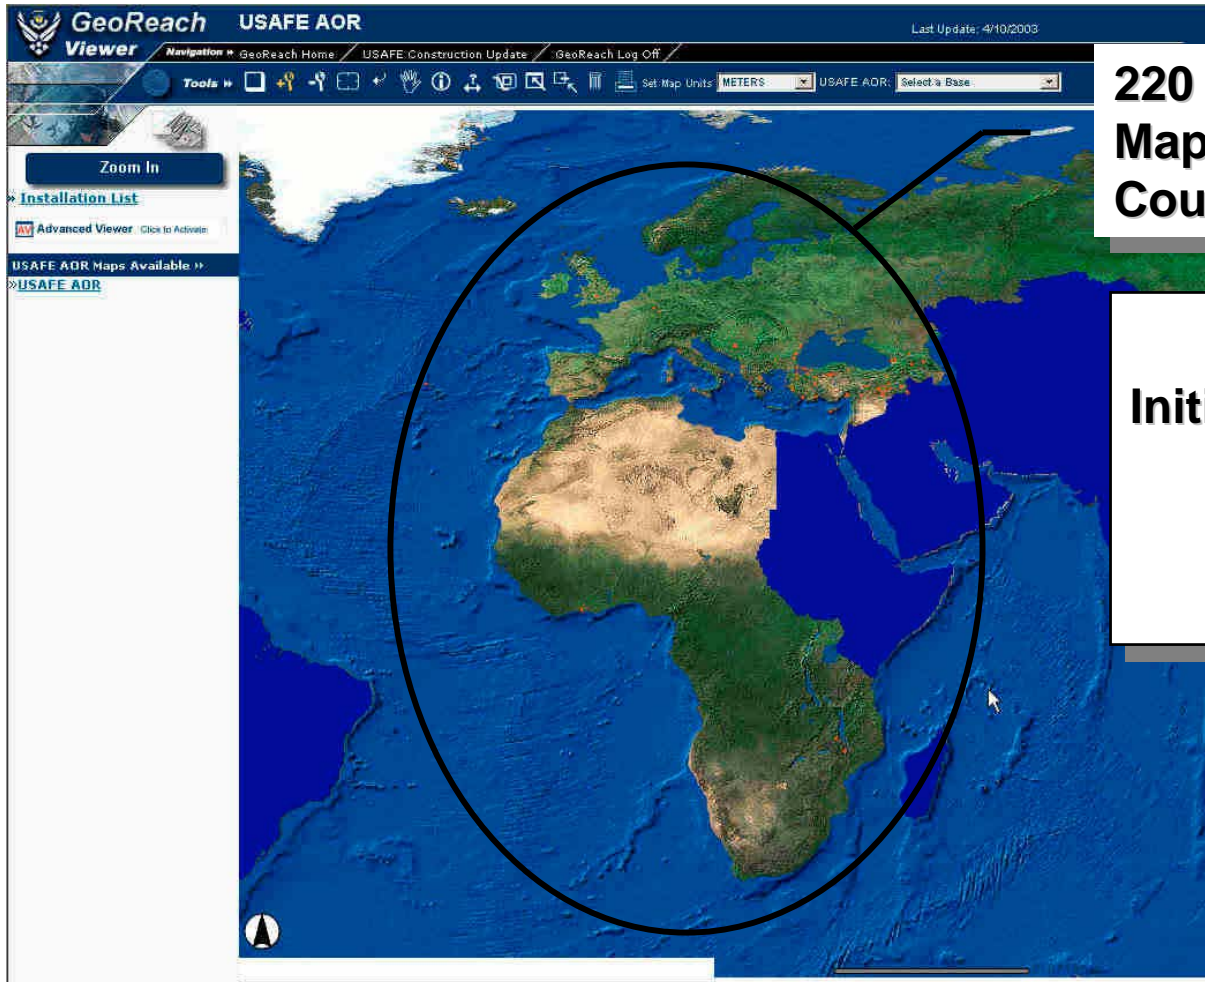 GeoReach
Viewer
USAFE AOR
Last Update: 4/10/2003
Navigation » GeoReach Home / USAFE Construction Update / GeoReach Log Off /
Tools » Set Map Units METERS USAFE AOR: Select a Base
220
Map
Cou
Zoom In
» Installation List
AV Advanced Viewer Click to Activate
USAFE AOR Maps Available »
»USAFE AOR
Initi